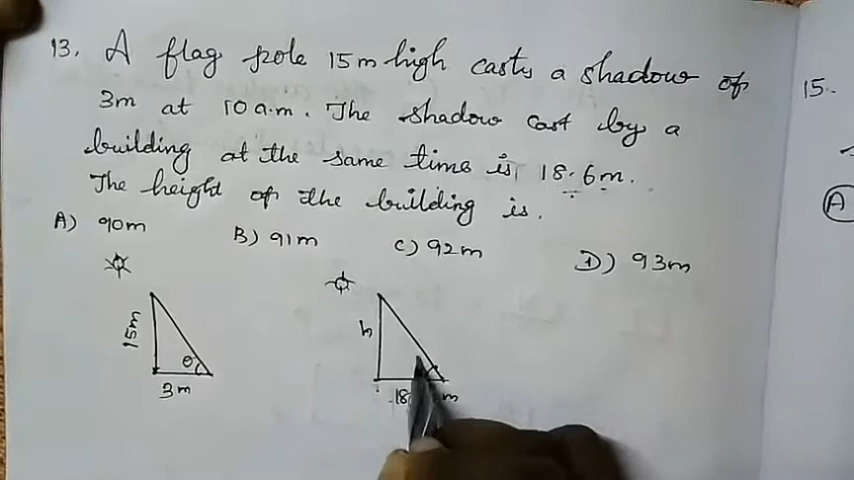 13. A flag pole 15m high casts a shadow of
3m at 10 a.m. The shadow cast by a
building at the same time is 18.6m.
The height of the building is.
A) 90m
B) 91m
C) 92m
D) 93m
15m
θ
3m
h
18
m
15.
A